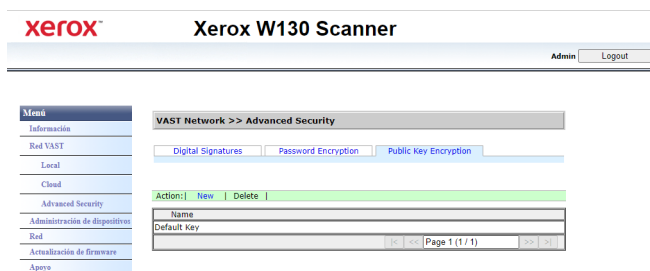 xerox™ Xerox W130 Scanner
Admin Logout
Menú
Información
Red VAST
Local
Cloud
Advanced Security
Administración de dispositivos
Red
Actualización de firmware
Apoyo
VAST Network >> Advanced Security
Digital Signatures Password Encryption Public Key Encryption
Action:| New | Delete |
Name
Default Key
|< << Page 1 (1 / 1) >> >|